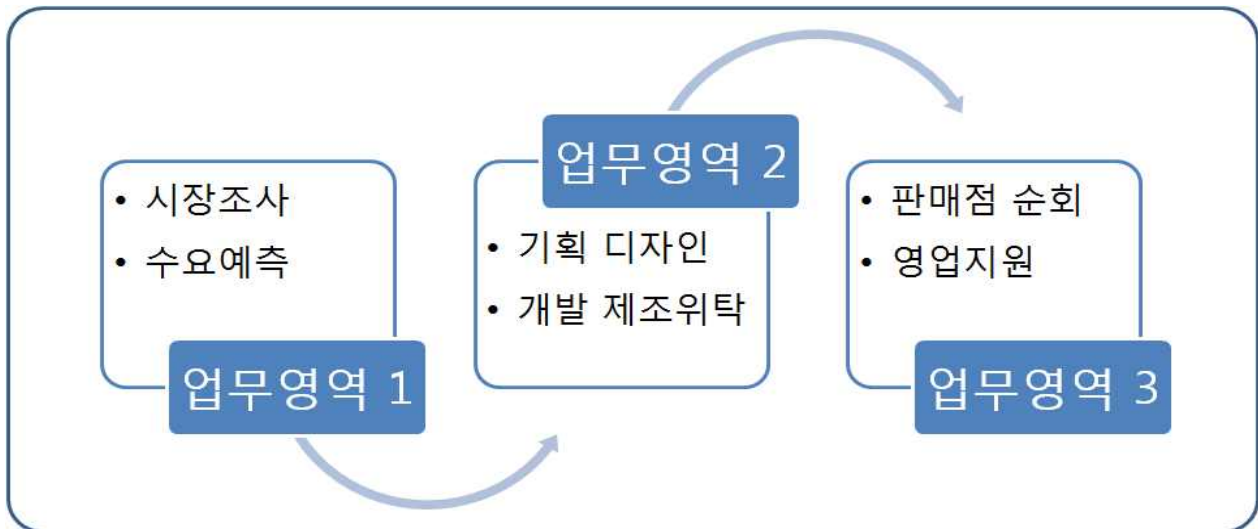 • 시장조사
• 수요예측
업무영역 1
업무영역 2
• 기획 디자인
• 개발 제조위탁
• 판매점 순회
• 영업지원
업무영역 3